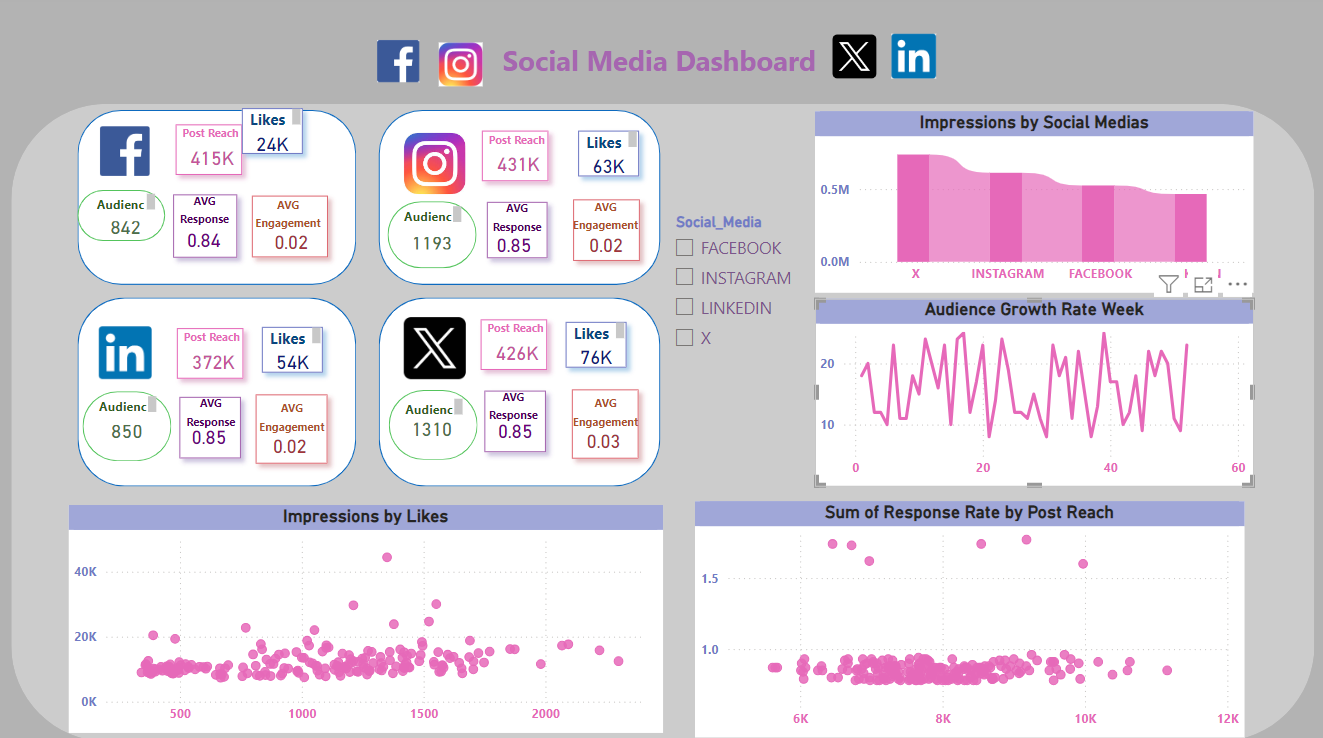 Social Media Dashboard
Post Reach
415K
Likes
24K
Audienc
842
AVG
Response
0.84
AVG
Engagement
0.02
Post Reach
431K
Likes
63K
Audienc
1193
AVG
Response
0.85
AVG
Engagement
0.02
in
Post Reach
372K
Likes
54K
Audienc
850
AVG
Response
0.85
AVG
Engagement
0.02
Post Reach
426K
Likes
76K
Audienc
1310
AVG
Response
0.85
AVG
Engagement
0.03
Social_Media
FACEBOOK
INSTAGRAM
LINKEDIN
X
Impressions by Social Medias
0.5M
0.0M
X INSTAGRAM FACEBOOK
Audience Growth Rate Week
20
10
0 20 40 60
Impressions by Likes
40K
20K
0K
500 1000 1500 2000
Sum of Response Rate by Post Reach
1.5
1.0
6K 8K 10K 12K